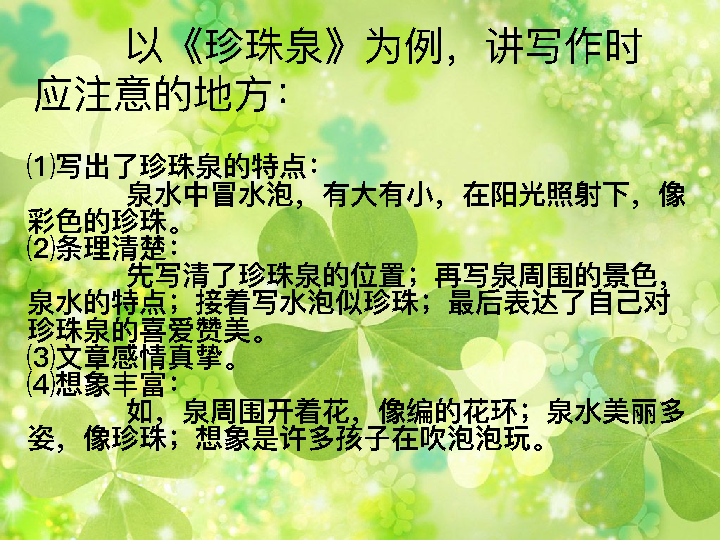 以《珍珠泉》为例，讲写作时
应注意的地方：
⑴写出了珍珠泉的特点：
泉水中冒水泡，有大有小，在阳光照射下，像
彩色的珍珠。
⑵条理清楚：
先写清了珍珠泉的位置；再写泉周围的景色，
泉水的特点；接着写水泡似珍珠；最后表达了自己对
珍珠泉的喜爱赞美。
⑶文章感情真挚。
⑷想象丰富：
如，泉周围开着花，像编的花环；泉水美丽多
姿，像珍珠；想象是许多孩子在吹泡泡玩。